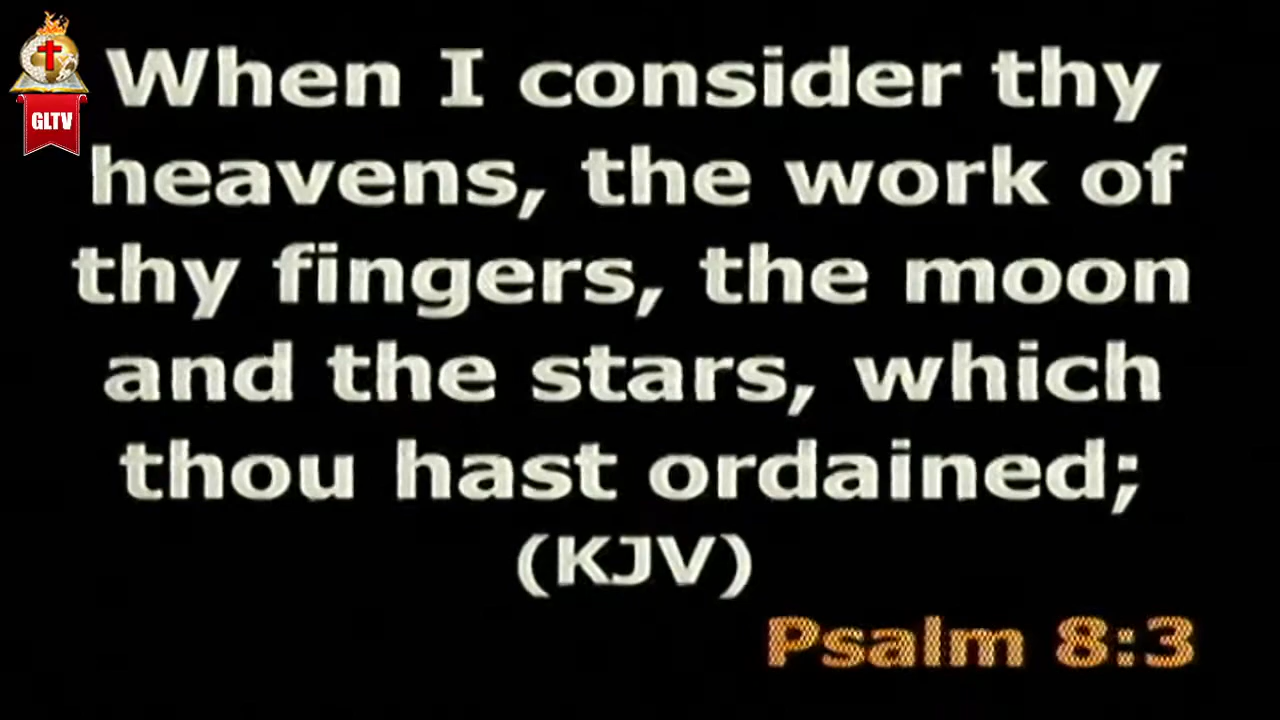 When I consider thy
heavens, the work of
thy fingers, the moon
and the stars, which
thou hast ordained;
(KJV)
Psalm 8:3
GLTV